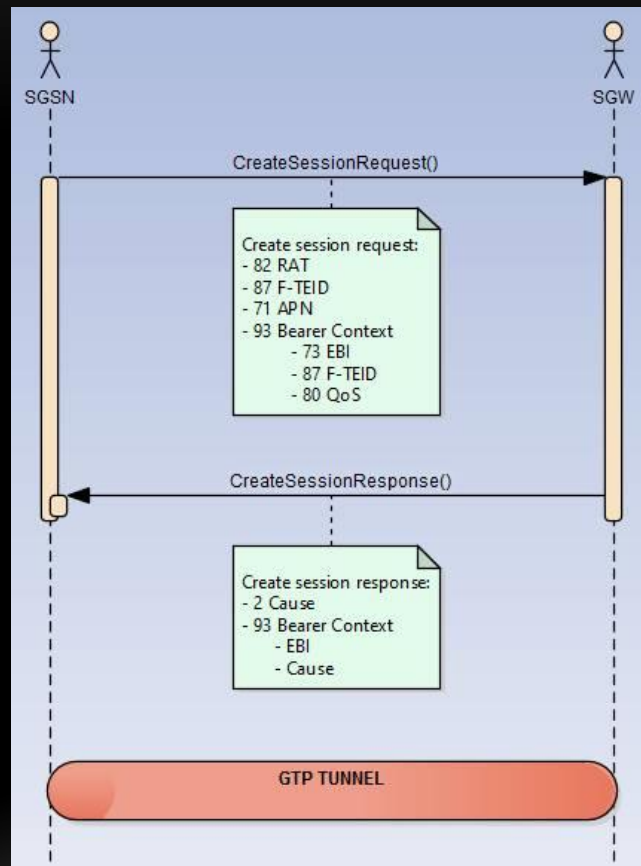 SGSN
SGW
CreateSessionRequest()
Create session request:
- 82 RAT
- 87 F-TEID
- 71 APN
- 93 Bearer Context
- 73 EBI
- 87 F-TEID
- 80 QoS
CreateSessionResponse()
Create session response:
- 2 Cause
- 93 Bearer Context
- EBI
- Cause
GTP TUNNEL